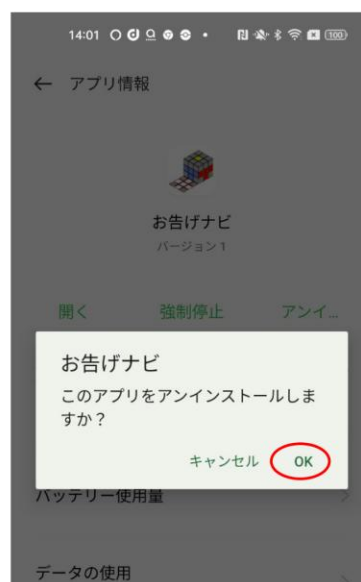 14:01
100
← アプリ情報
お告げナビ
バージョン 1
開く 強制停止 アンイ...
お告げナビ
このアプリをアンインストールしま
すか？
キャンセル OK
バッテリー使用量
データの使用